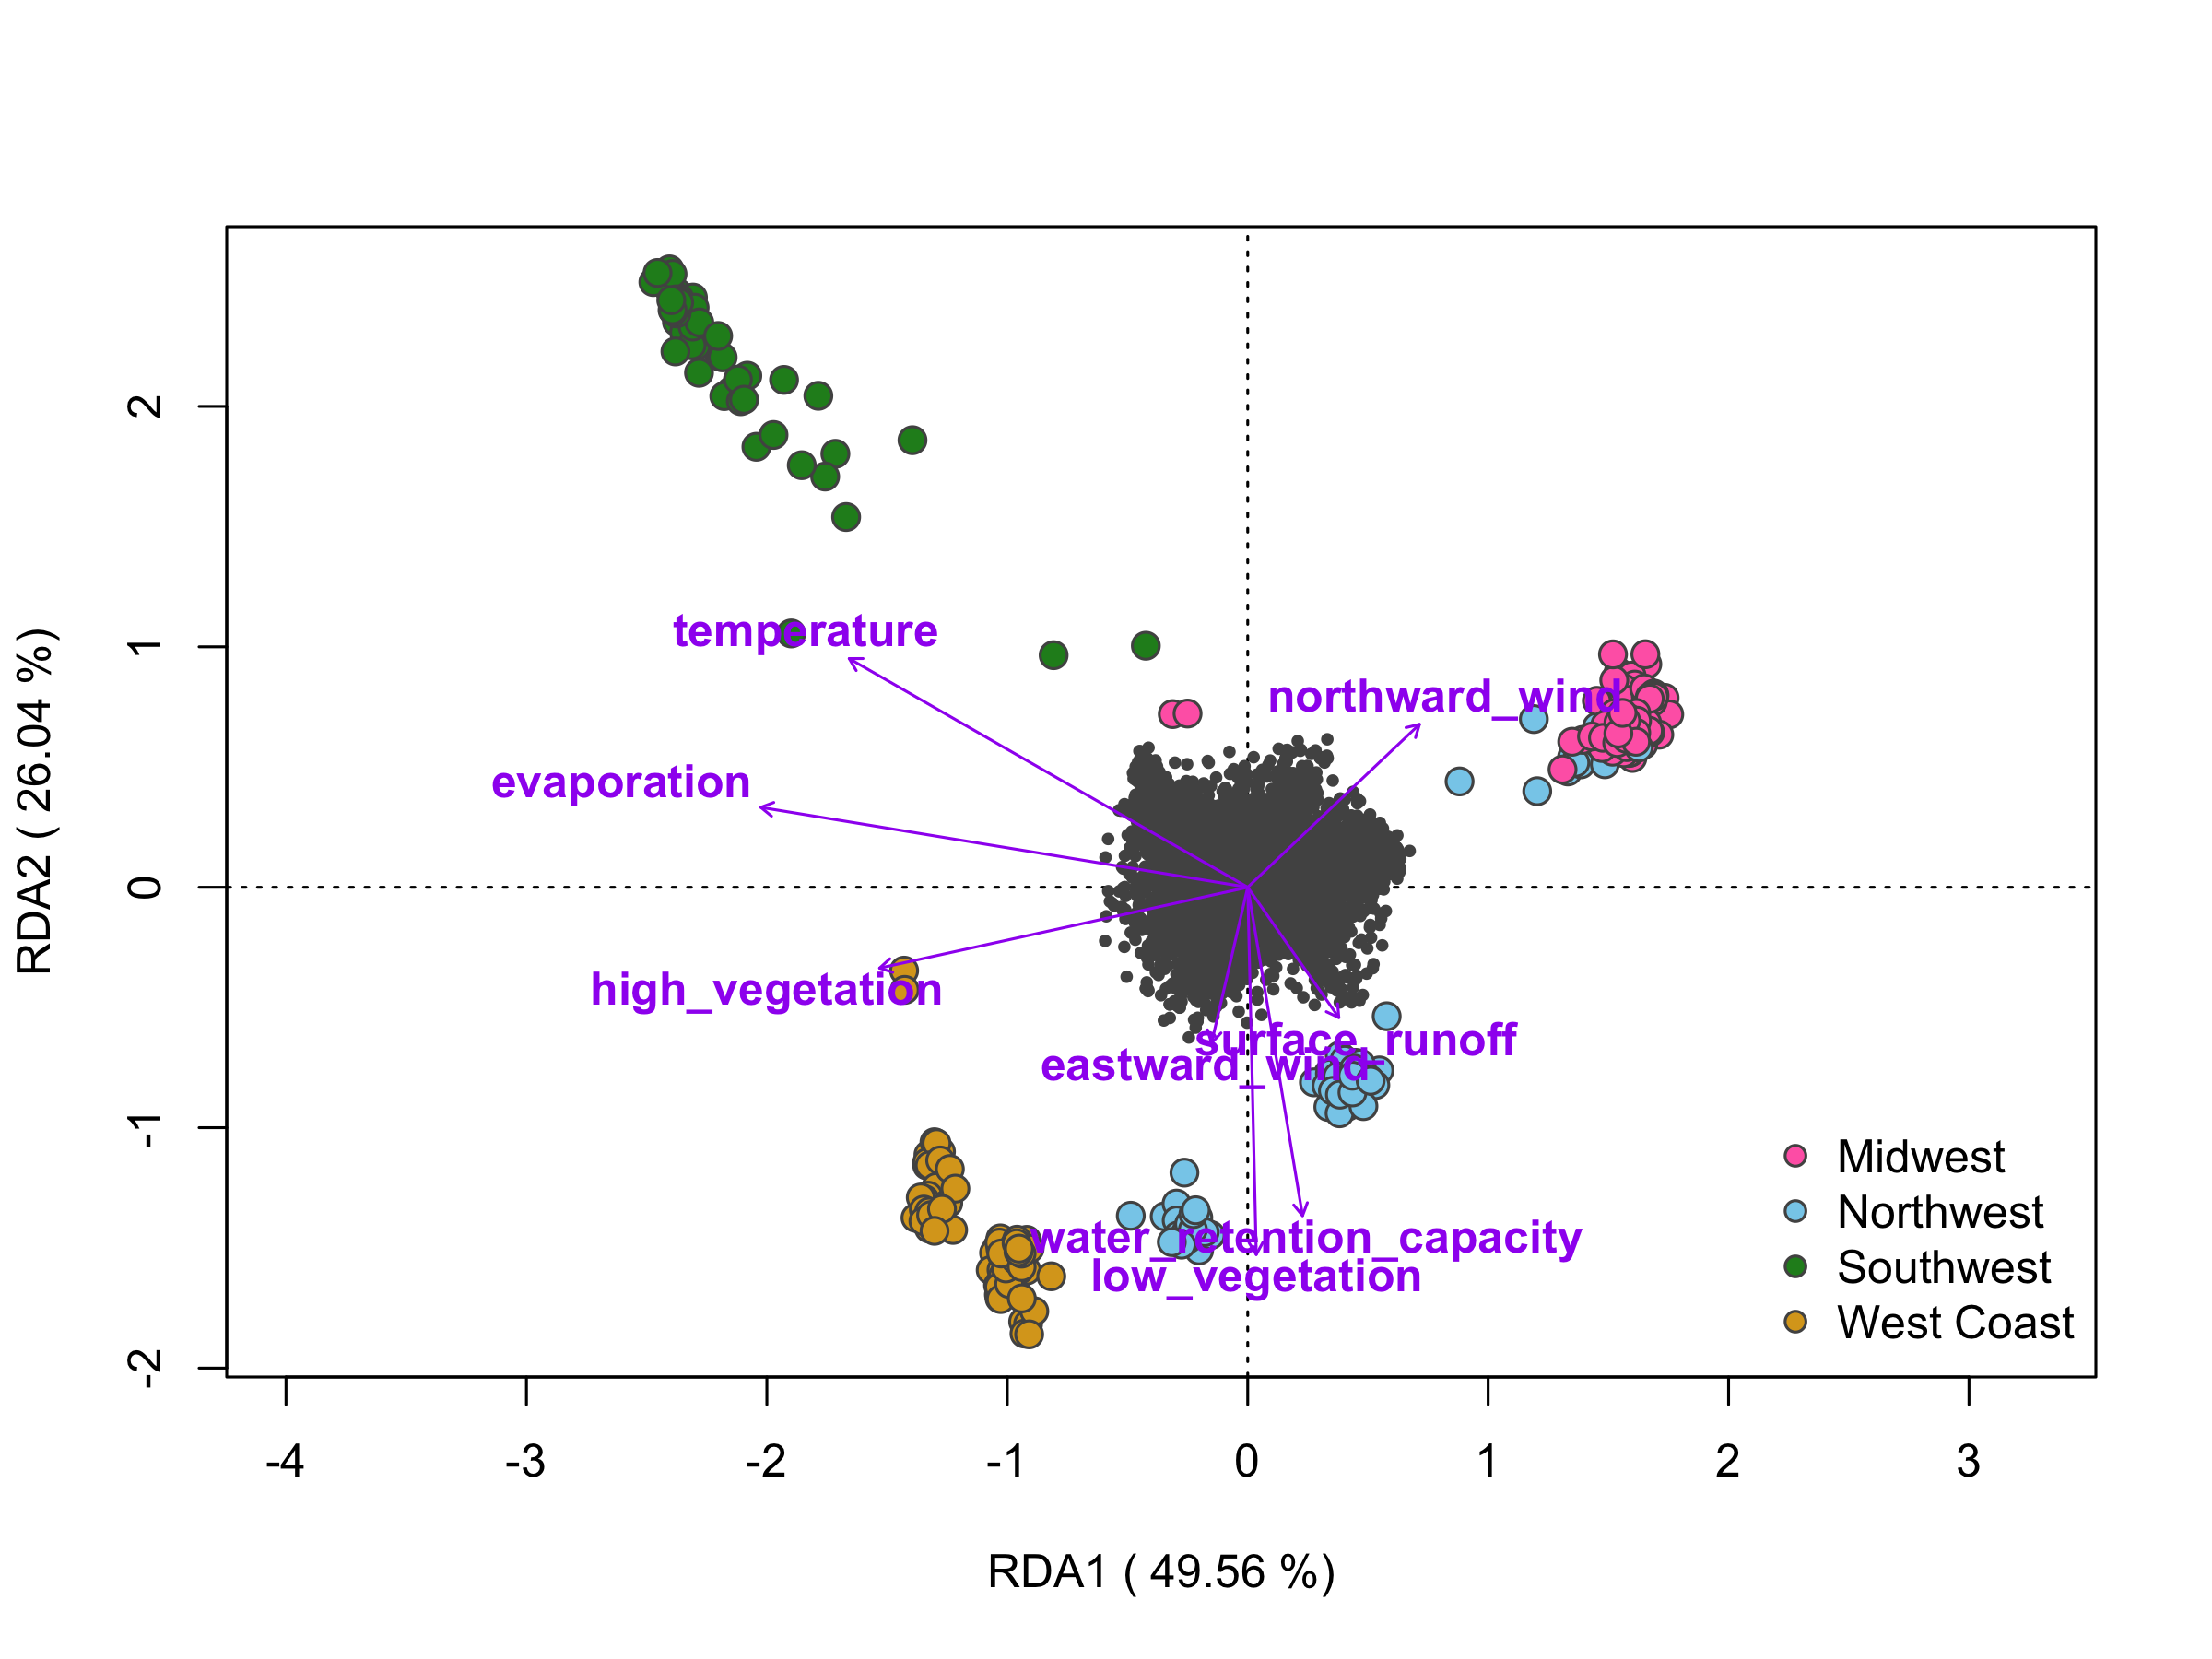 temperature
northward_wind
evaporation
high_vegetation
surface_runoff
eastward_wind
water_retention_capacity
low_vegetation
Midwest
Northwest
Southwest
West Coast
RDA2 ( 26.04 %)
2
1
0
-1
-2
-4
-3
-2
-1
0
1
2
3
RDA1 ( 49.56 %)